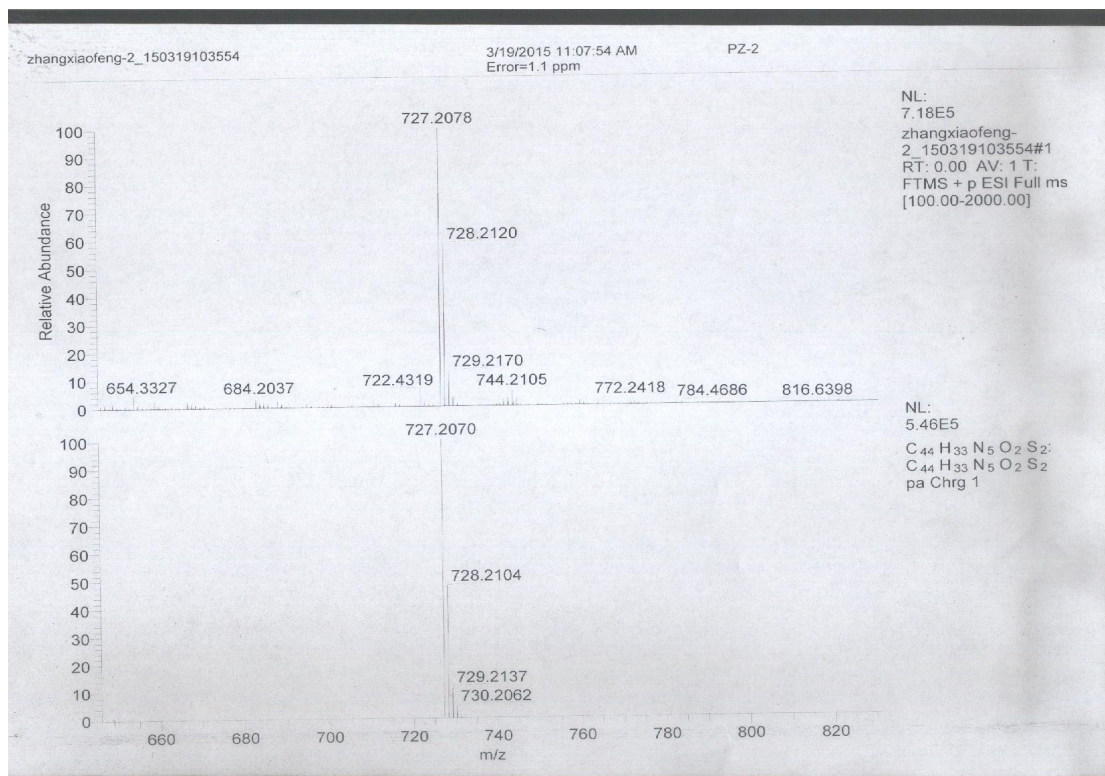 zhangxiaofeng-2_150319103554
3/19/2015 11:07:54 AM
PZ-2
Error=1.1 ppm
NL:
7.18E5
zhangxiaofeng-
2_150319103554#1
RT: 0.00 AV: 1 T:
FTMS + p ESI Full ms
[100.00-2000.00]
727.2078
100
90
80
70
60
50
40
30
20
10
0
Relative Abundance
728.2120
729.2170
654.3327
684.2037
722.4319
744.2105
772.2418
784.4686
816.6398
NL:
5.46E5
C 44 H 33 N 5 O 2 S 2:
C 44 H 33 N 5 O 2 S 2
pa Chrg 1
727.2070
100
90
80
70
60
50
40
30
20
10
0
728.2104
729.2137
730.2062
660
680
700
720
740
760
780
800
820
m/z